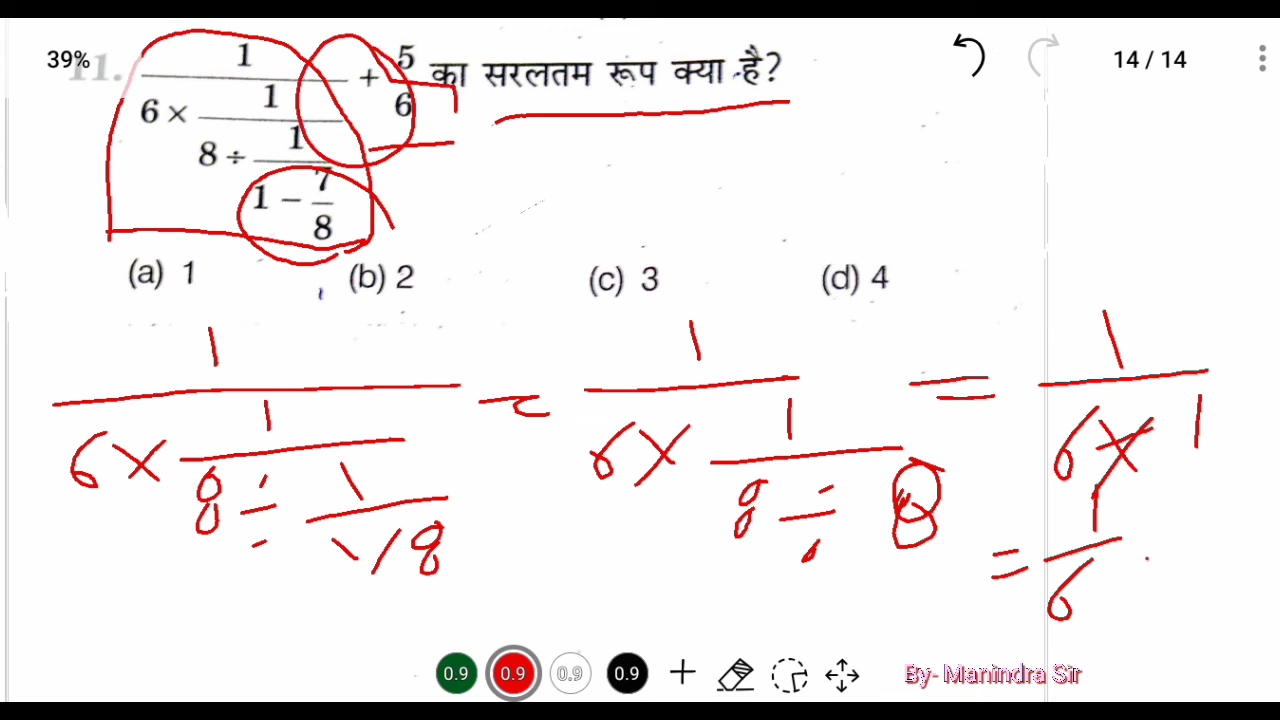 39%
14 / 14
11. 1 + 5/6 का सरलतम रूप क्या है?
6 × 1
8 ÷ 1
1 − 7/8
(a) 1 (b) 2 (c) 3 (d) 4
1 = 1 = 1
6 × 1 6 × 1 6 × 1
8 ÷ 1 8 ÷ 8
1/8
= 1/6
0.9 0.9 0.9 0.9
By- Manindra Sir